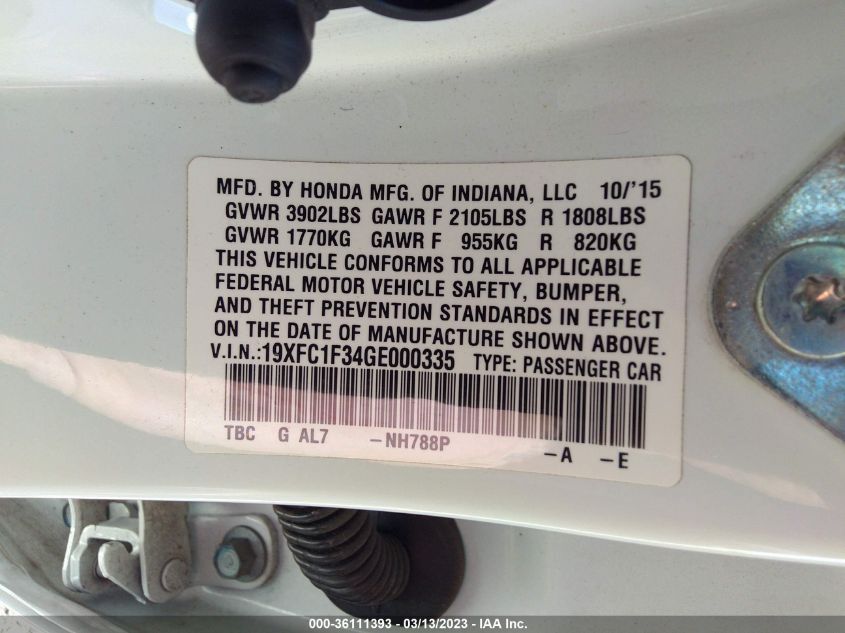 MFD. BY HONDA MFG. OF INDIANA, LLC 10/'15
GVWR 3902LBS GAWR F 2105LBS R 1808LBS
GVWR 1770KG GAWR F 955KG R 820KG
THIS VEHICLE CONFORMS TO ALL APPLICABLE
FEDERAL MOTOR VEHICLE SAFETY, BUMPER,
AND THEFT PREVENTION STANDARDS IN EFFECT
ON THE DATE OF MANUFACTURE SHOWN ABOVE.
V.I.N.:19XFC1F34GE000335 TYPE: PASSENGER CAR
TBC G AL7 -NH788P -A -E
000-36111393 - 03/13/2023 - IAA Inc.